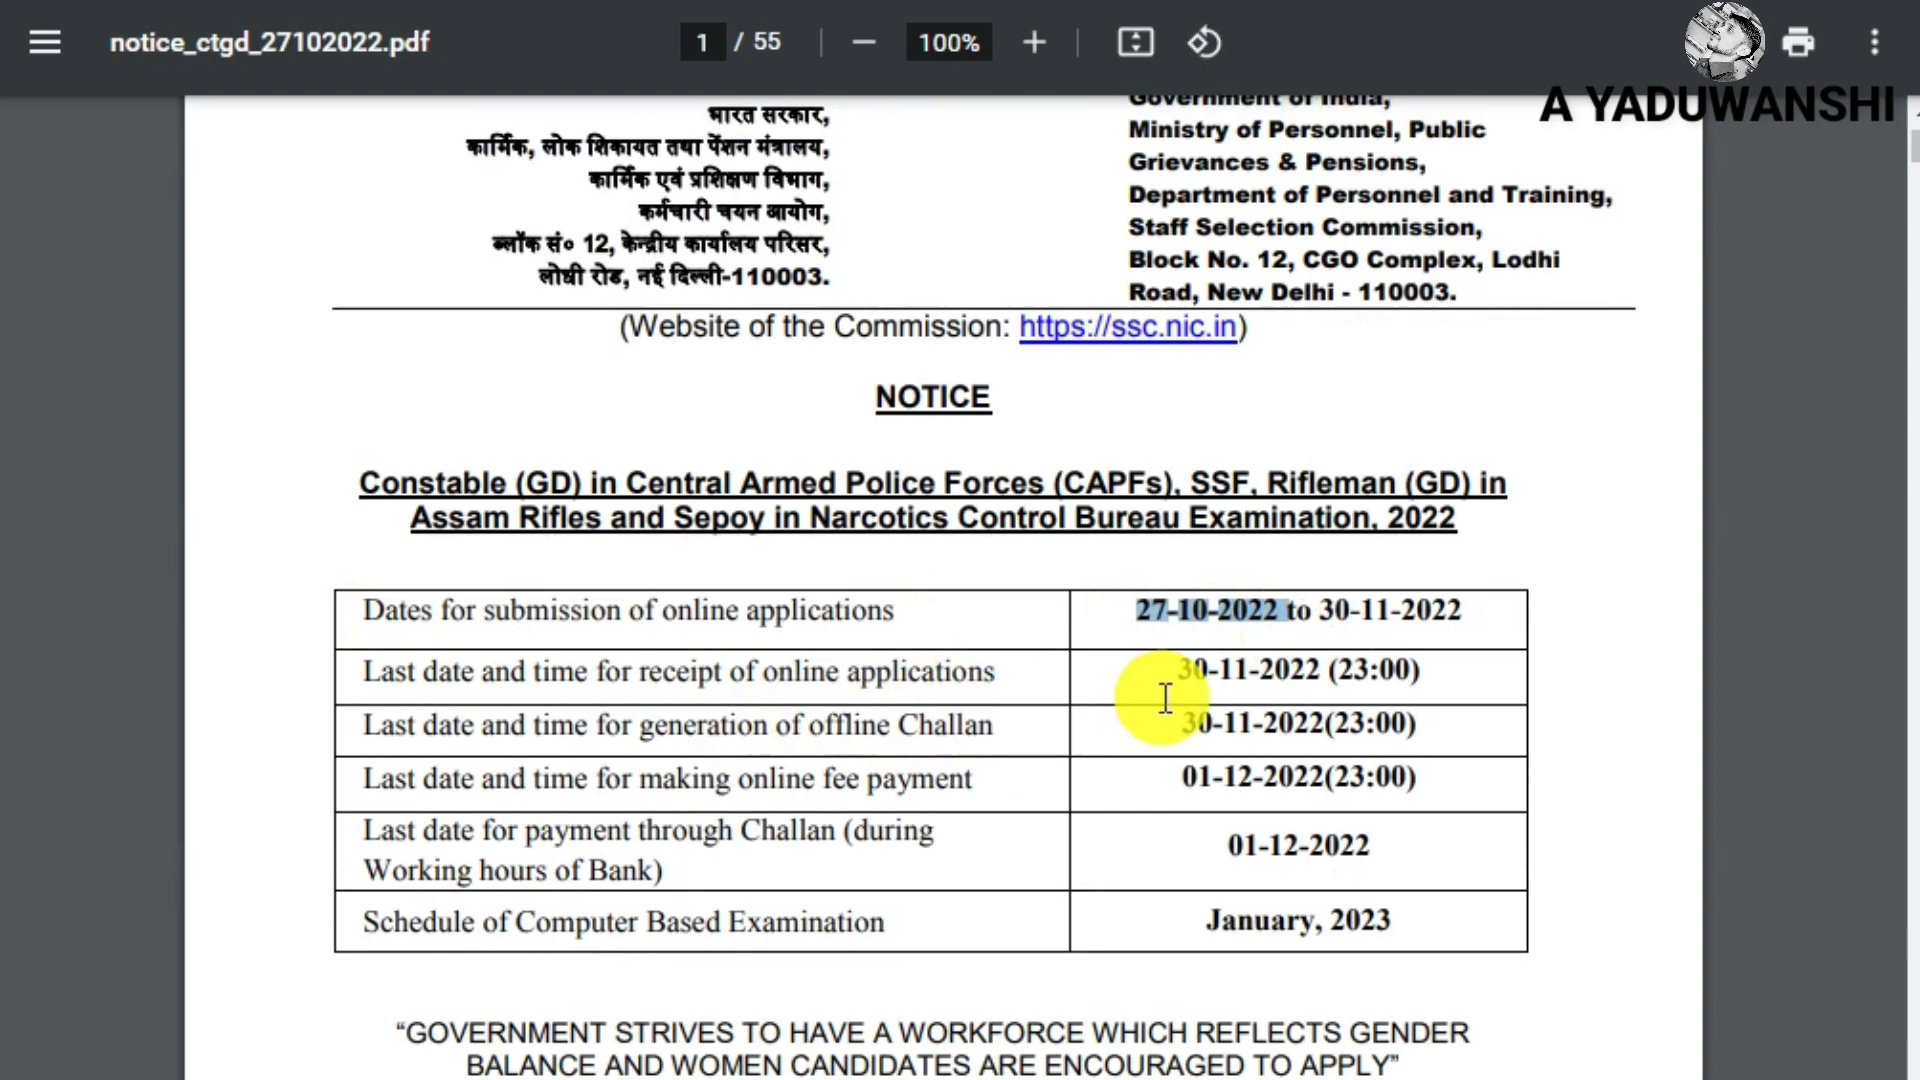 notice_ctgd_27102022.pdf
1 / 55
100%
A YADUWANSHI
भारत सरकार,
कार्मिक, लोक शिकायत तथा पेंशन मंत्रालय,
कार्मिक एवं प्रशिक्षण विभाग,
कर्मचारी चयन आयोग,
ब्लॉक सं० 12, केन्द्रीय कार्यालय परिसर,
लोधी रोड, नई दिल्ली-110003.
Government of India,
Ministry of Personnel, Public
Grievances & Pensions,
Department of Personnel and Training,
Staff Selection Commission,
Block No. 12, CGO Complex, Lodhi
Road, New Delhi - 110003.
(Website of the Commission: https://ssc.nic.in)
NOTICE
Constable (GD) in Central Armed Police Forces (CAPFs), SSF, Rifleman (GD) in
Assam Rifles and Sepoy in Narcotics Control Bureau Examination, 2022
Dates for submission of online applications 27-10-2022 to 30-11-2022
Last date and time for receipt of online applications 30-11-2022 (23:00)
Last date and time for generation of offline Challan 30-11-2022(23:00)
Last date and time for making online fee payment 01-12-2022(23:00)
Last date for payment through Challan (during
Working hours of Bank) 01-12-2022
Schedule of Computer Based Examination January, 2023
“GOVERNMENT STRIVES TO HAVE A WORKFORCE WHICH REFLECTS GENDER
BALANCE AND WOMEN CANDIDATES ARE ENCOURAGED TO APPLY”